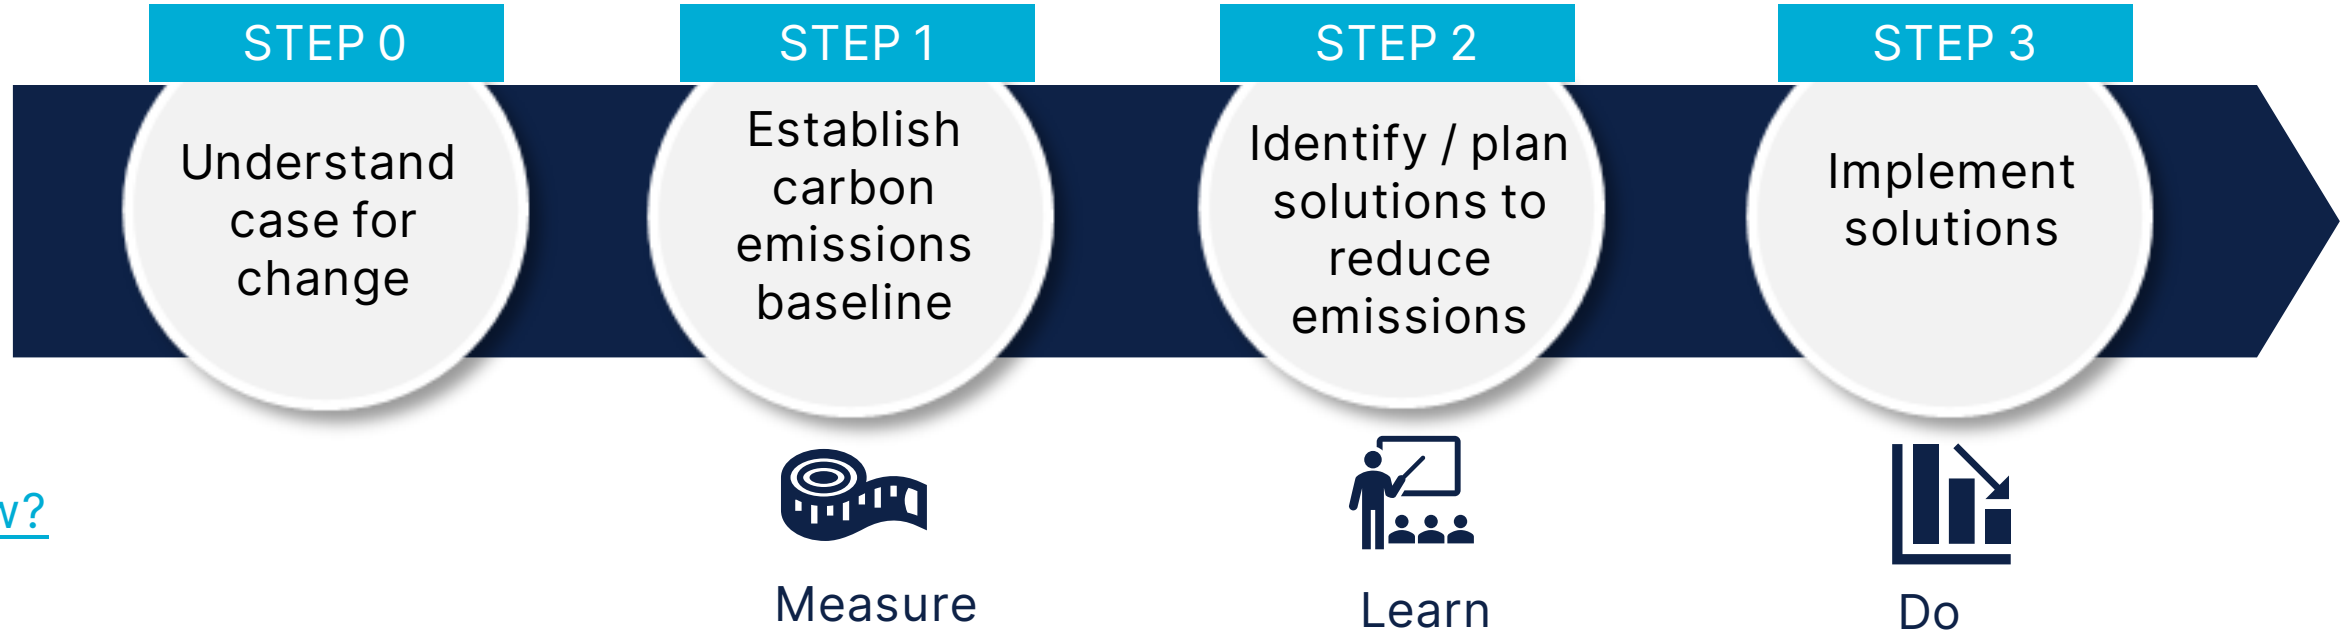 STEP 0
Understand
case for
change
STEP 1
Establish
carbon
emissions
baseline
STEP 2
Identify / plan
solutions to
reduce
emissions
STEP 3
Implement
solutions
Measure
Learn
Do